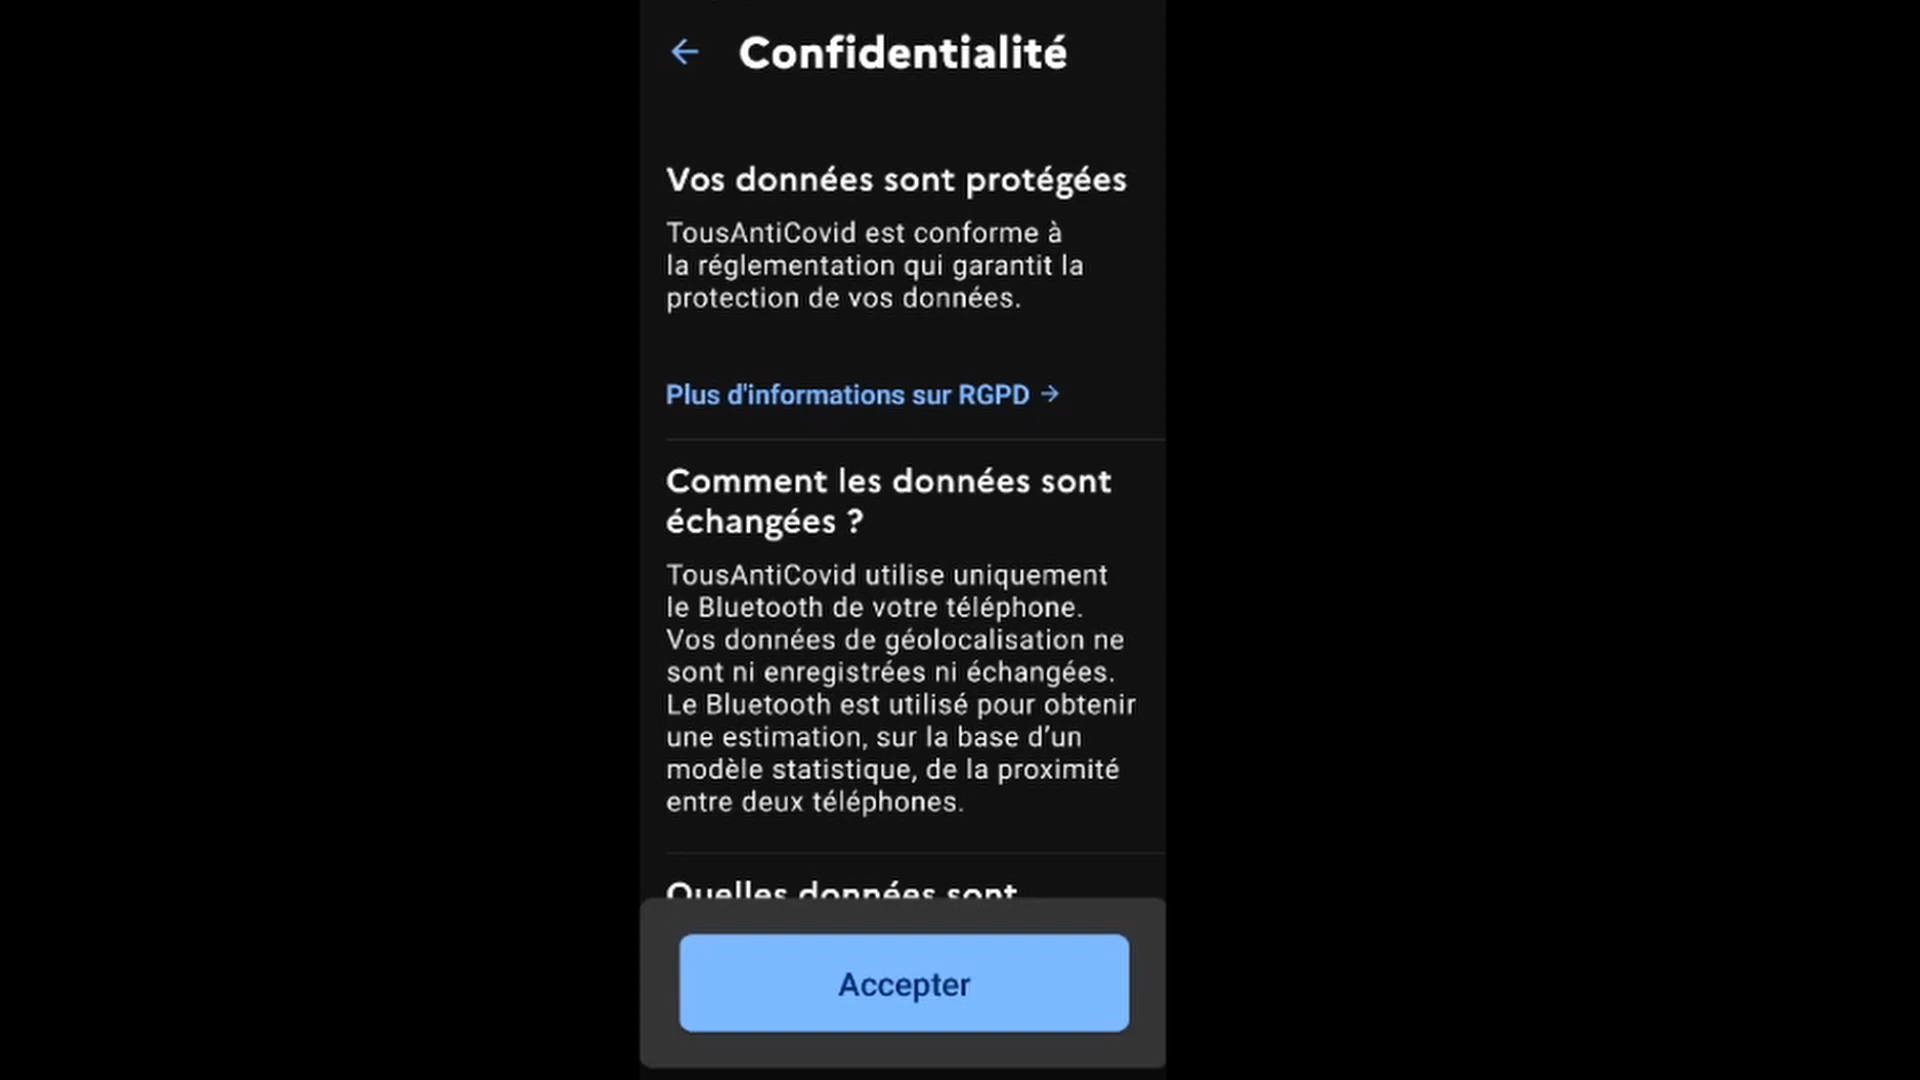 Confidentialité
Vos données sont protégées
TousAntiCovid est conforme à
la réglementation qui garantit la
protection de vos données.
Plus d'informations sur RGPD →
Comment les données sont
échangées ?
TousAntiCovid utilise uniquement
le Bluetooth de votre téléphone.
Vos données de géolocalisation ne
sont ni enregistrées ni échangées.
Le Bluetooth est utilisé pour obtenir
une estimation, sur la base d’un
modèle statistique, de la proximité
entre deux téléphones.
Quelles données sont
Accepter